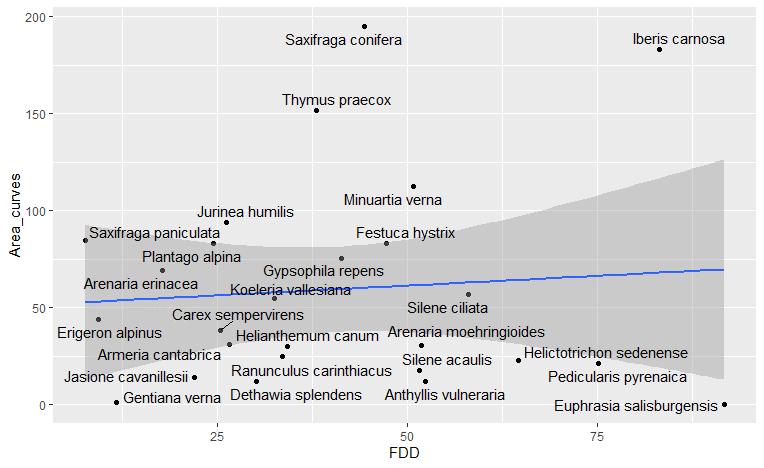 200
Saxifraga conifera
Iberis carnosa
150
Thymus praecox
Minuartia verna
100
Jurinea humilis
Saxifraga paniculata
Festuca hystrix
Plantago alpina
Gypsophila repens
Arenaria erinacea
Koeleria vallesiana
50
Silene ciliata
Carex sempervirens
Erigeron alpinus
Helianthemum canum
Arenaria moehringioides
Armeria cantabrica
Helictotrichon sedenense
Silene acaulis
Ranunculus carinthiacus
Jasione cavanillesii
Pedicularis pyrenaica
Gentiana verna
Dethawia splendens
Anthyllis vulneraria
0
Euphrasia salisburgensis
25
50
75
FDD
Area_curves